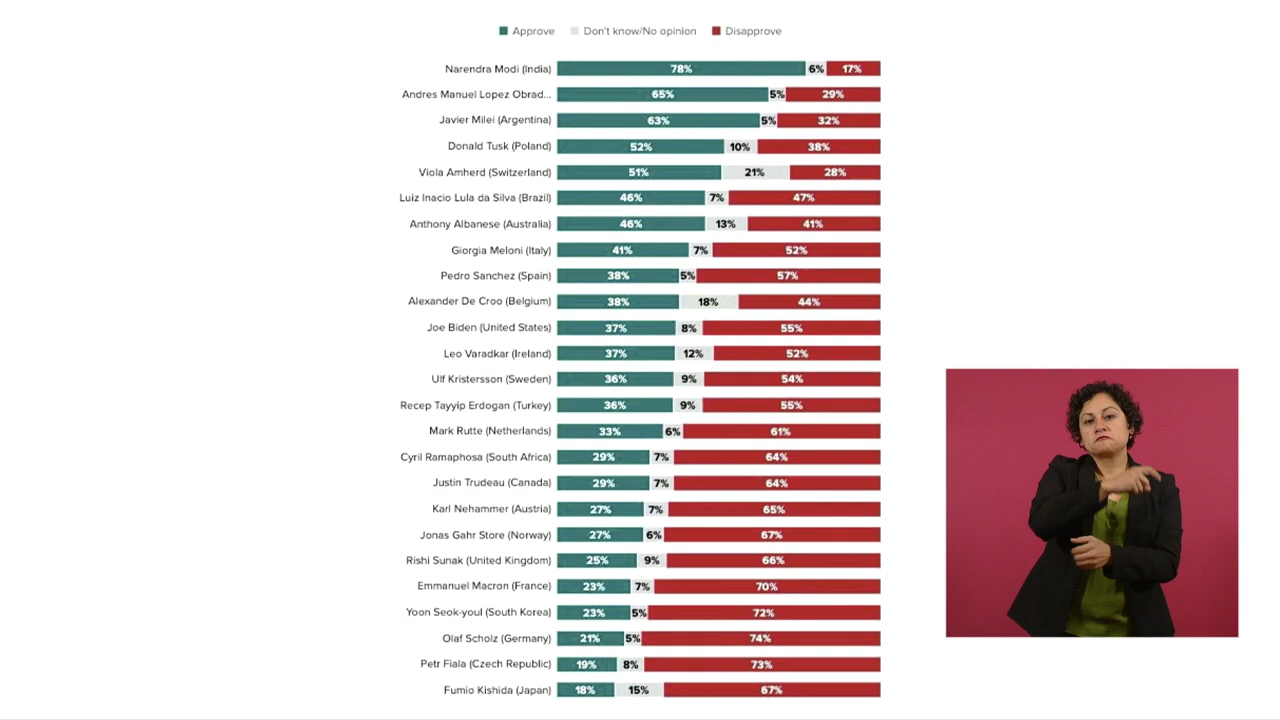 Approve Don't know/No opinion Disapprove
Narendra Modi (India) 78% 6% 17%
Andres Manuel Lopez Obrad... 65% 5% 29%
Javier Milei (Argentina) 63% 5% 32%
Donald Tusk (Poland) 52% 10% 38%
Viola Amherd (Switzerland) 51% 21% 28%
Luiz Inacio Lula da Silva (Brazil) 46% 7% 47%
Anthony Albanese (Australia) 46% 13% 41%
Giorgia Meloni (Italy) 41% 7% 52%
Pedro Sanchez (Spain) 38% 5% 57%
Alexander De Croo (Belgium) 38% 18% 44%
Joe Biden (United States) 37% 8% 55%
Leo Varadkar (Ireland) 37% 12% 52%
Ulf Kristersson (Sweden) 36% 9% 54%
Recep Tayyip Erdogan (Turkey) 36% 9% 55%
Mark Rutte (Netherlands) 33% 6% 61%
Cyril Ramaphosa (South Africa) 29% 7% 64%
Justin Trudeau (Canada) 29% 7% 64%
Karl Nehammer (Austria) 27% 7% 65%
Jonas Gahr Store (Norway) 27% 6% 67%
Rishi Sunak (United Kingdom) 25% 9% 66%
Emmanuel Macron (France) 23% 7% 70%
Yoon Seok-youl (South Korea) 23% 5% 72%
Olaf Scholz (Germany) 21% 5% 74%
Petr Fiala (Czech Republic) 19% 8% 73%
Fumio Kishida (Japan) 18% 15% 67%